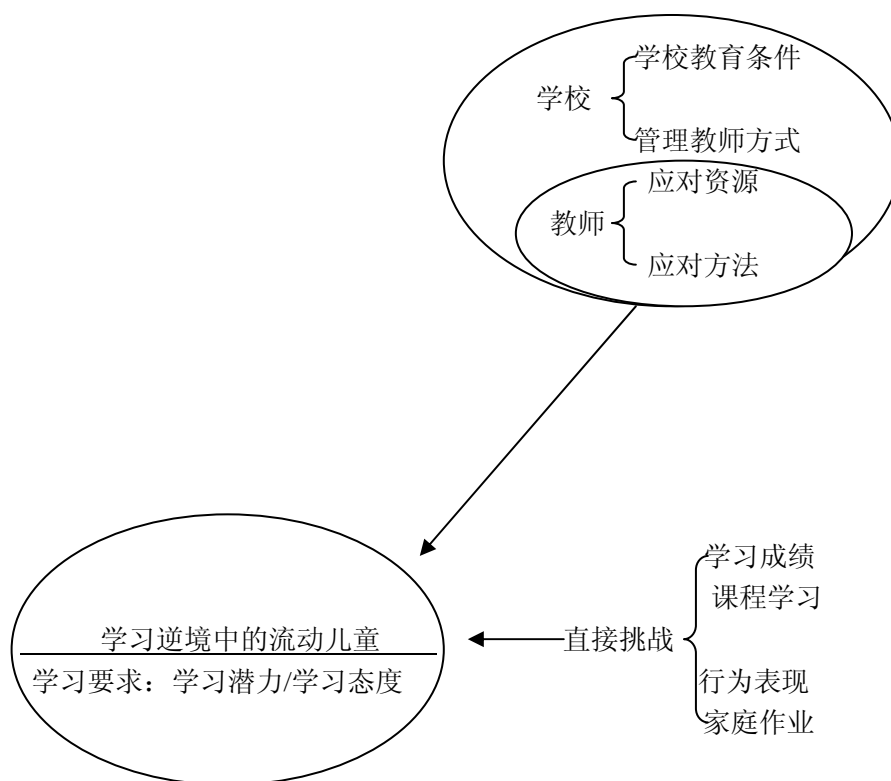 学校教育条件
学校
管理教师方式
应对资源
教师
应对方法
学习成绩
课程学习
学习逆境中的流动儿童
直接挑战
学习要求：学习潜力/学习态度
行为表现
家庭作业